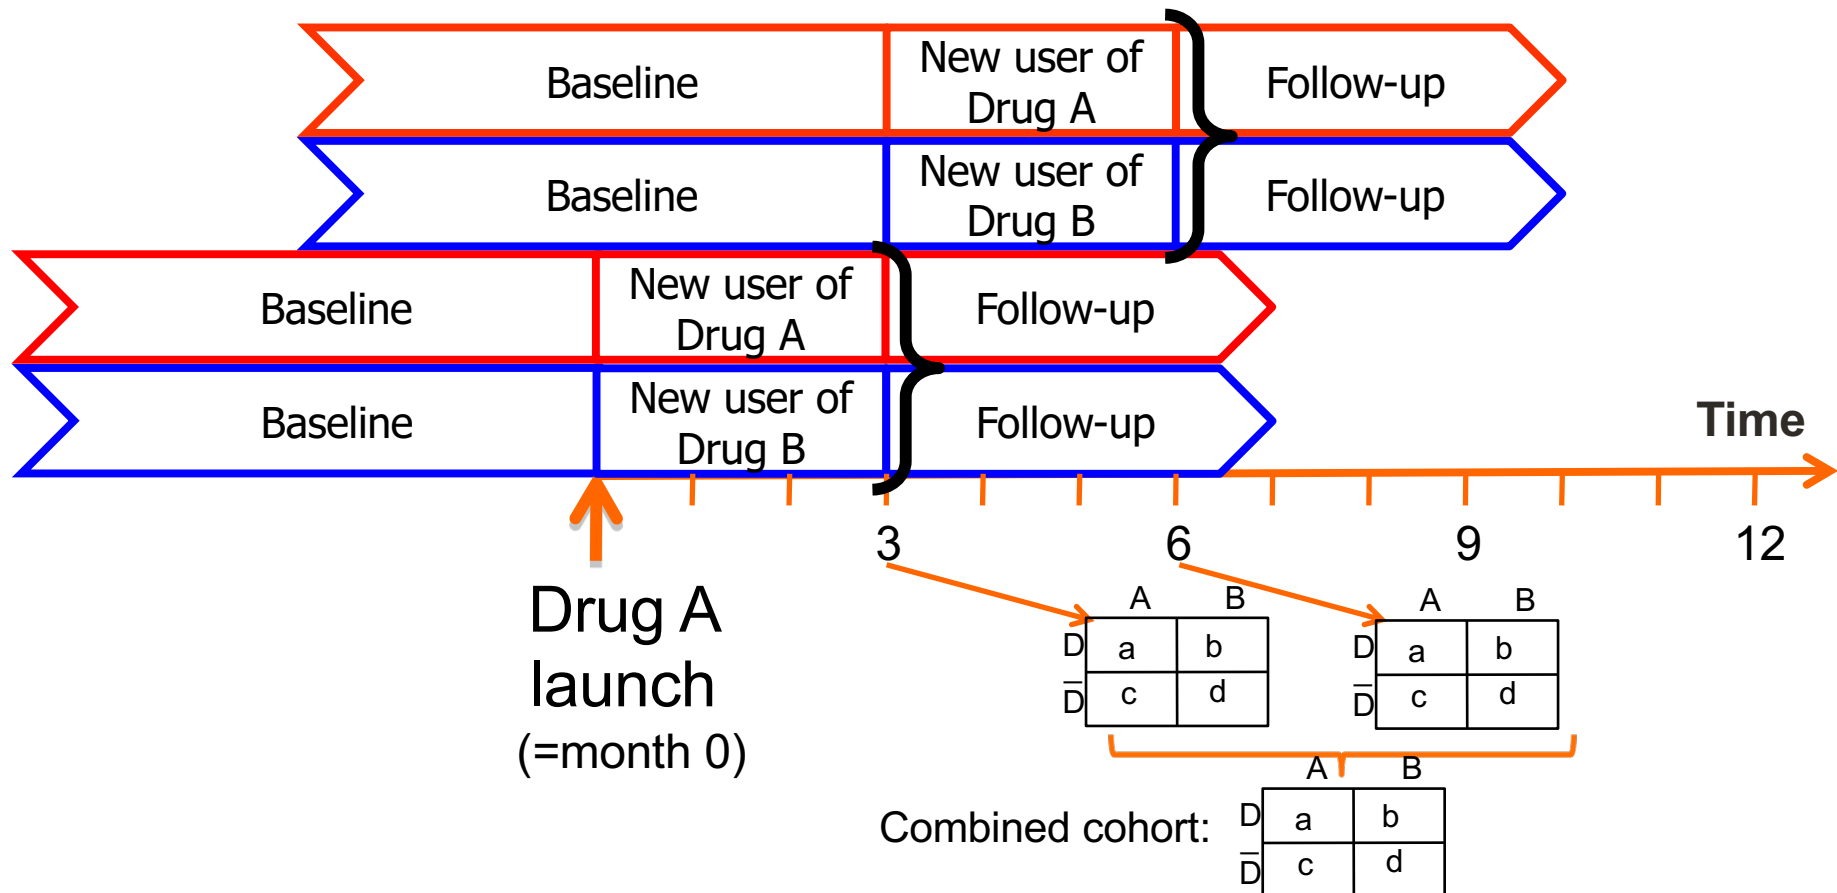 Baseline
New user of
Drug A
Follow-up
Baseline
New user of
Drug B
Follow-up
Baseline
New user of
Drug A
Follow-up
Baseline
New user of
Drug B
Follow-up
Time
3
6
9
12
Drug A
launch
(=month 0)
A B
D a b
D̅ c d
A B
D a b
D̅ c d
Combined cohort:
A B
D a b
D̅ c d